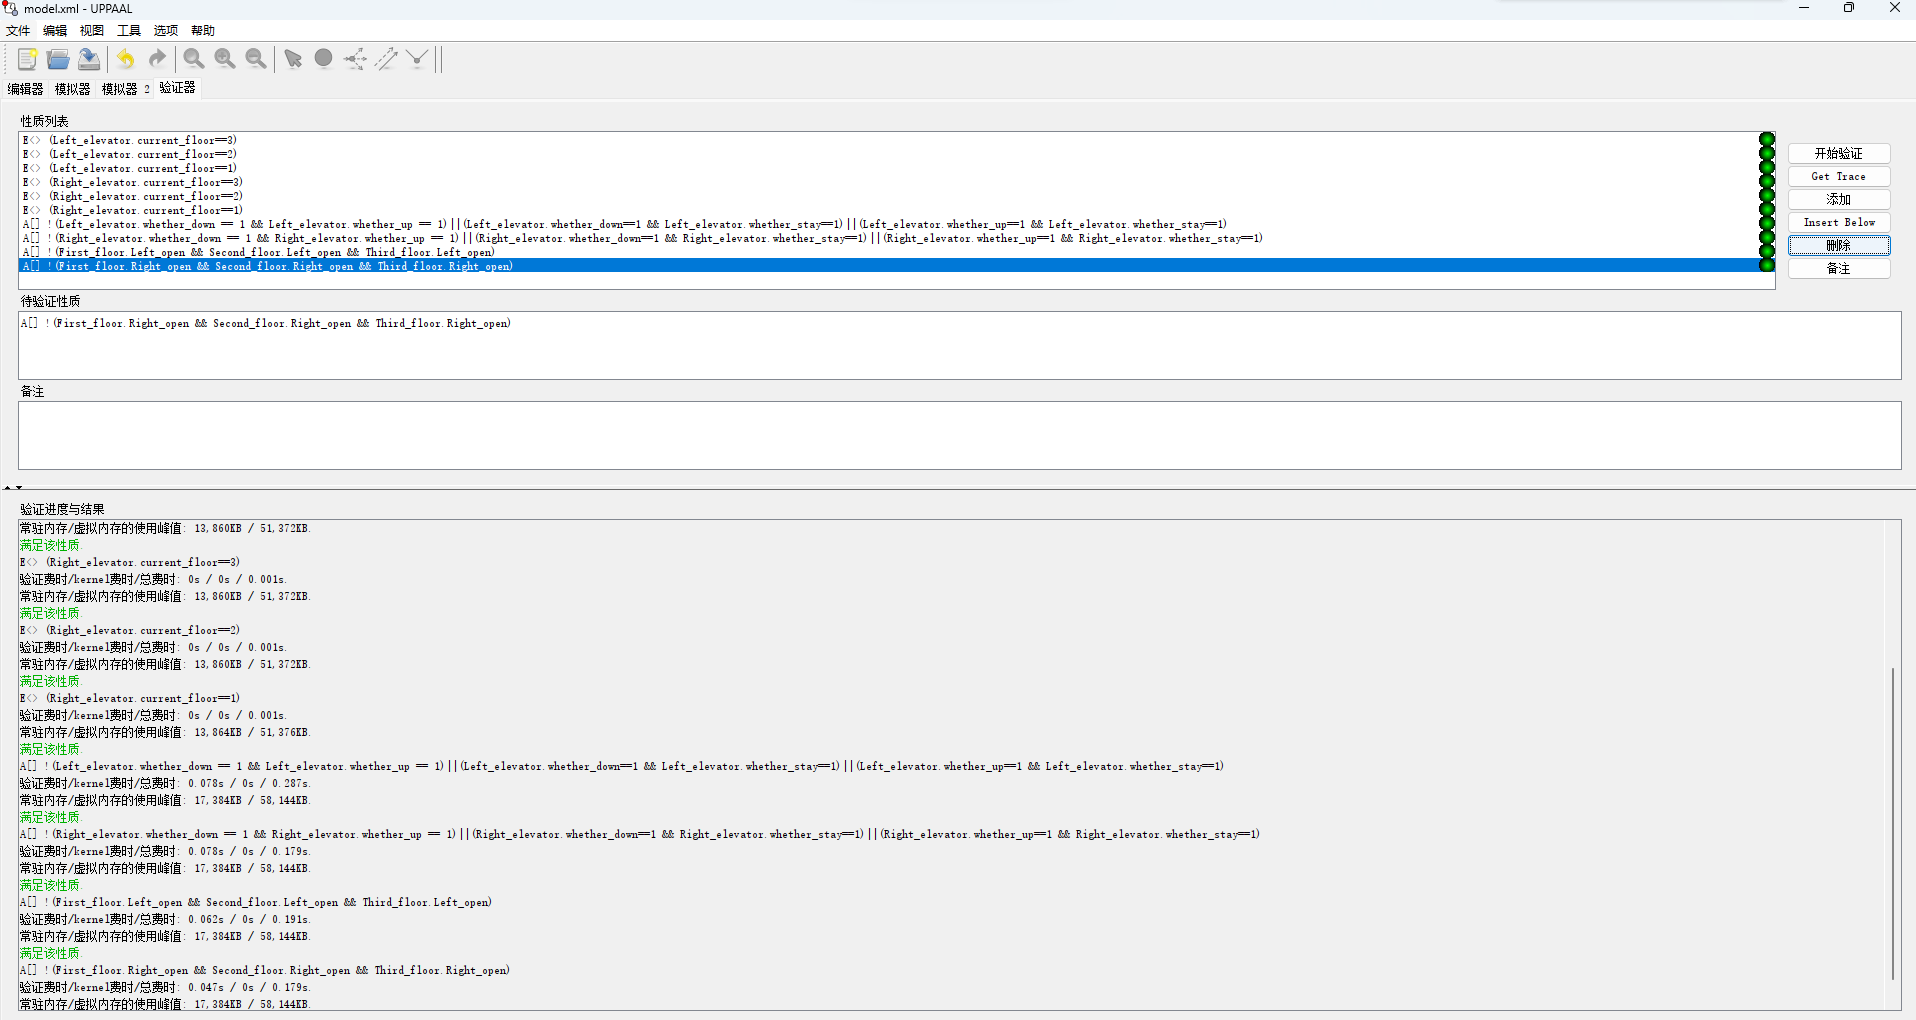 model.xml - UPPAAL
文件 编辑 视图 工具 选项 帮助
编辑器 模拟器 模拟器 2 验证器
性质列表
E<> (Left_elevator.current_floor==3)
E<> (Left_elevator.current_floor==2)
E<> (Left_elevator.current_floor==1)
E<> (Right_elevator.current_floor==3)
E<> (Right_elevator.current_floor==2)
E<> (Right_elevator.current_floor==1)
A[] !(Left_elevator.whether_down == 1 && Left_elevator.whether_up == 1)||(Left_elevator.whether_down==1 && Left_elevator.whether_stay==1)||(Left_elevator.whether_up==1 && Left_elevator.whether_stay==1)
A[] !(Right_elevator.whether_down == 1 && Right_elevator.whether_up == 1)||(Right_elevator.whether_down==1 && Right_elevator.whether_stay==1)||(Right_elevator.whether_up==1 && Right_elevator.whether_stay==1)
A[] !(First_floor.Left_open && Second_floor.Left_open && Third_floor.Left_open)
A[] !(First_floor.Right_open && Second_floor.Right_open && Third_floor.Right_open)
开始验证
Get Trace
添加
Insert Below
删除
备注
待验证性质
A[] !(First_floor.Right_open && Second_floor.Right_open && Third_floor.Right_open)
备注
验证进度与结果
常驻内存/虚拟内存的使用峰值: 13,860KB / 51,372KB.
满足该性质.
E<> (Right_elevator.current_floor==3)
验证费时/kernel费时/总费时: 0s / 0s / 0.001s.
常驻内存/虚拟内存的使用峰值: 13,860KB / 51,372KB.
满足该性质.
E<> (Right_elevator.current_floor==2)
验证费时/kernel费时/总费时: 0s / 0s / 0.001s.
常驻内存/虚拟内存的使用峰值: 13,860KB / 51,372KB.
满足该性质.
E<> (Right_elevator.current_floor==1)
验证费时/kernel费时/总费时: 0s / 0s / 0.001s.
常驻内存/虚拟内存的使用峰值: 13,864KB / 51,376KB.
满足该性质.
A[] !(Left_elevator.whether_down == 1 && Left_elevator.whether_up == 1)||(Left_elevator.whether_down==1 && Left_elevator.whether_stay==1)||(Left_elevator.whether_up==1 && Left_elevator.whether_stay==1)
验证费时/kernel费时/总费时: 0.078s / 0s / 0.287s.
常驻内存/虚拟内存的使用峰值: 17,384KB / 58,144KB.
满足该性质.
A[] !(Right_elevator.whether_down == 1 && Right_elevator.whether_up == 1)||(Right_elevator.whether_down==1 && Right_elevator.whether_stay==1)||(Right_elevator.whether_up==1 && Right_elevator.whether_stay==1)
验证费时/kernel费时/总费时: 0.078s / 0s / 0.179s.
常驻内存/虚拟内存的使用峰值: 17,384KB / 58,144KB.
满足该性质.
A[] !(First_floor.Left_open && Second_floor.Left_open && Third_floor.Left_open)
验证费时/kernel费时/总费时: 0.062s / 0s / 0.191s.
常驻内存/虚拟内存的使用峰值: 17,384KB / 58,144KB.
满足该性质.
A[] !(First_floor.Right_open && Second_floor.Right_open && Third_floor.Right_open)
验证费时/kernel费时/总费时: 0.047s / 0s / 0.179s.
常驻内存/虚拟内存的使用峰值: 17,384KB / 58,144KB.